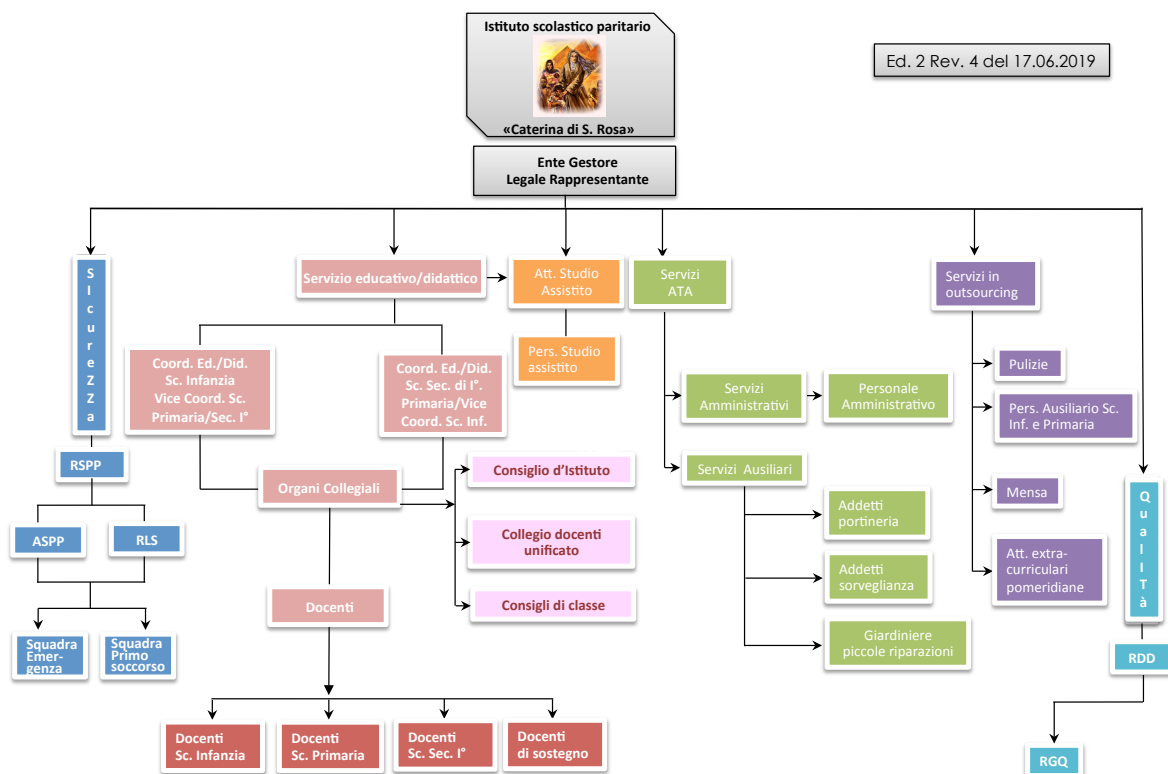 Istituto scolastico paritario
«Caterina di S. Rosa»
Ed. 2 Rev. 4 del 17.06.2019
Ente Gestore
Legale Rappresentante
S
I
c
u
r
e
Z
Z
a
RSPP
ASPP
RLS
Squadra
Emer-
genza
Squadra
Primo
soccorso
Servizio educativo/didattico
Coord. Ed./Did.
Sc. Infanzia
Vice Coord. Sc.
Primaria/Sec. I°
Coord. Ed./Did.
Sc. Sec. di I°.
Primaria/Vice
Coord. Sc. Inf.
Organi Collegiali
Consiglio d'Istituto
Collegio docenti
unificato
Consigli di classe
Docenti
Docenti
Sc. Infanzia
Docenti
Sc. Primaria
Docenti
Sc. Sec. I°
Docenti
di sostegno
Att. Studio
Assistito
Pers. Studio
assistito
Servizi
ATA
Servizi
Amministrativi
Personale
Amministrativo
Servizi Ausiliari
Addetti
portineria
Addetti
sorveglianza
Giardiniere
piccole riparazioni
Servizi in
outsourcing
Pulizie
Pers. Ausiliario Sc.
Inf. e Primaria
Mensa
Att. extra-
curriculari
pomeridiane
Q
u
a
l
I
T
à
RDD
RGQ